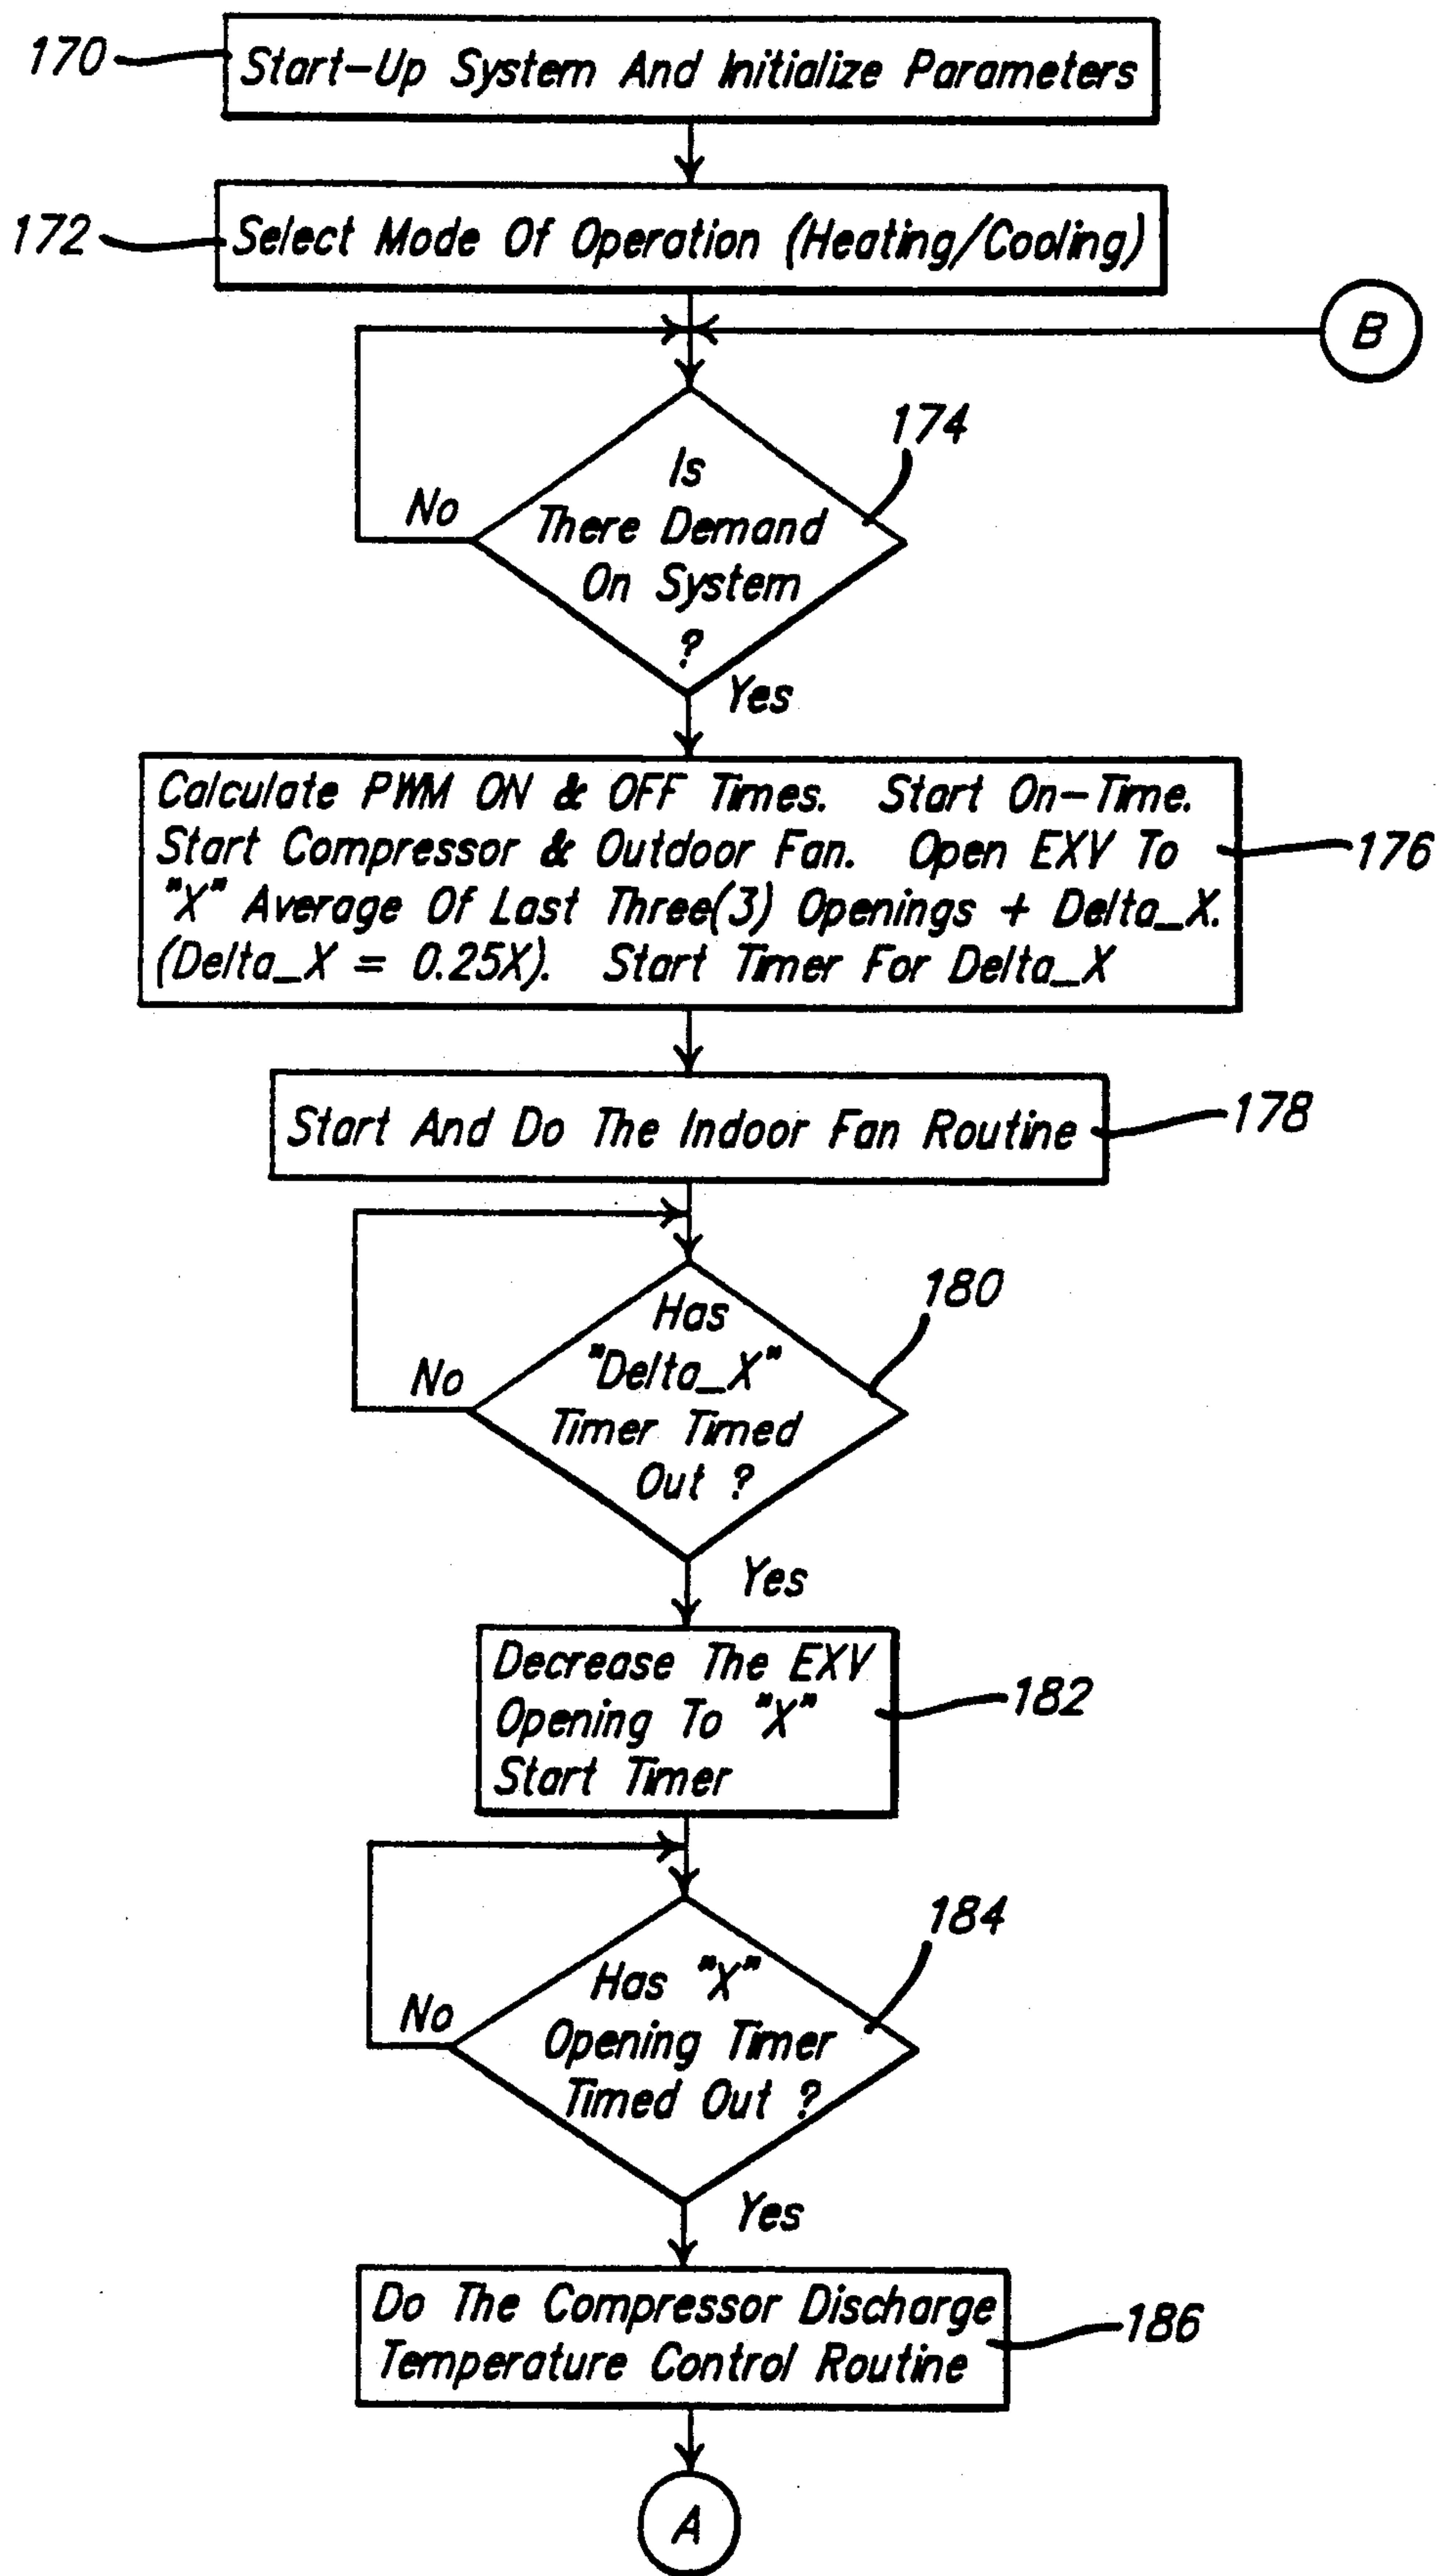 170
Start-Up System And Initialize Parameters
172
Select Mode Of Operation (Heating/Cooling)
B
174
Is
There Demand
On System
?
No
Yes
Calculate PWM ON & OFF Times. Start On-Time.
Start Compressor & Outdoor Fan. Open EXV To
"X" Average Of Last Three(3) Openings + Delta_X.
(Delta_X = 0.25X). Start Timer For Delta_X
176
Start And Do The Indoor Fan Routine
178
180
Has
"Delta_X"
Timer Timed
Out ?
No
Yes
Decrease The EXV
Opening To "X"
Start Timer
182
184
Has "X"
Opening Timer
Timed Out ?
No
Yes
Do The Compressor Discharge
Temperature Control Routine
186
A